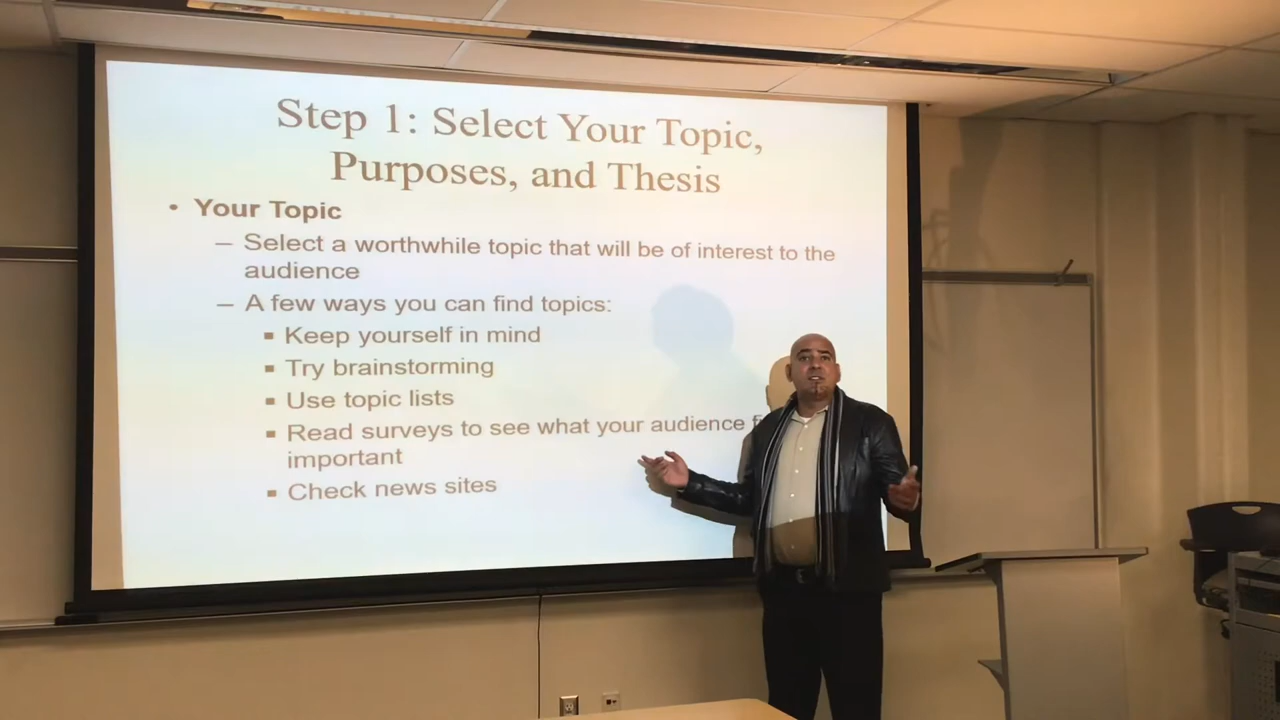 Step 1: Select Your Topic,
Purposes, and Thesis
• Your Topic
– Select a worthwhile topic that will be of interest to the
audience
– A few ways you can find topics:
▪ Keep yourself in mind
▪ Try brainstorming
▪ Use topic lists
▪ Read surveys to see what your audience
important
▪ Check news sites